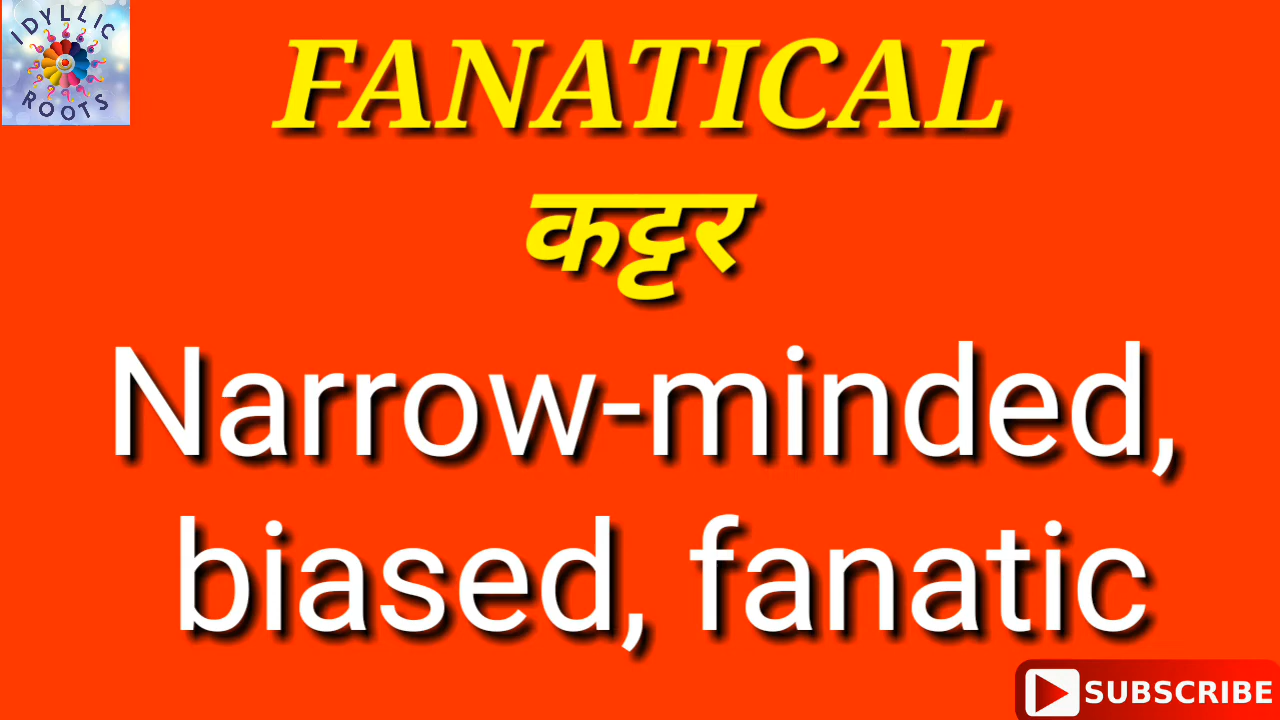 IDYLLIC
ROOTS
FANATICAL
कट्टर
Narrow-minded,
biased, fanatic
SUBSCRIBE